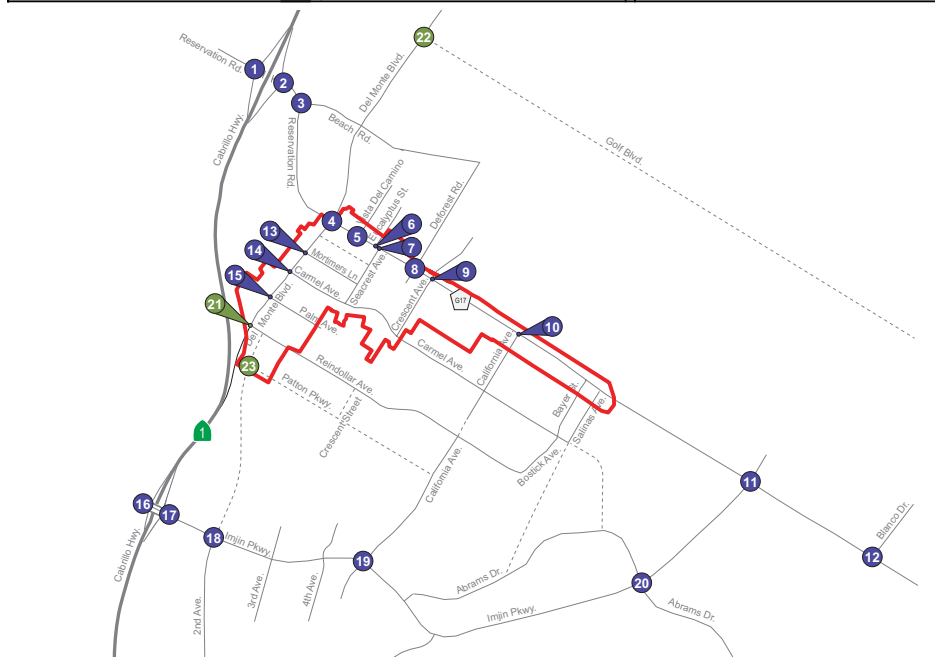 22
Reservation Rd.
1
2
3
Del Monte Blvd.
Cabrillo Hwy.
Beach Rd.
Reservation Rd.
Golf Blvd.
Vista Del Camino
Eucalyptus St.
Deforest Rd.
4
5
6
7
8
9
13
14
15
21
23
Mortimers Ln
Seacrest Ave.
Carmel Ave.
Crescent Ave.
G17
10
Del Monte Blvd.
Palm Ave.
Carmel Ave.
California Ave.
Reindollar Ave.
Patton Pkwy.
Crescent Street
Bayer St.
Salinas Ave.
Bostick Ave.
California Ave.
1
11
12
Blanco Dr.
16
17
18
19
20
Imjin Pkwy.
Cabrillo Hwy.
2nd Ave.
3rd Ave.
4th Ave.
Abrams Dr.
Imjin Pkwy.
Abrams Dr.